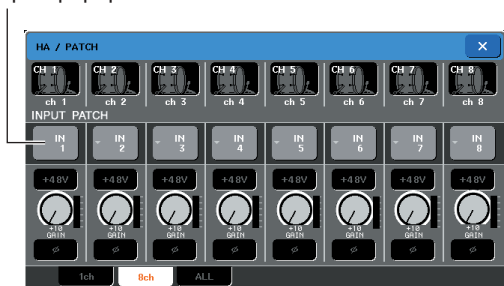 HA / PATCH
CH 1 CH 2 CH 3 CH 4 CH 5 CH 6 CH 7 CH 8
ch 1 ch 2 ch 3 ch 4 ch 5 ch 6 ch 7 ch 8
INPUT PATCH
IN 1 IN 2 IN 3 IN 4 IN 5 IN 6 IN 7 IN 8
+48V +48V +48V +48V +48V +48V +48V +48V
+10 +10 +10 +10 +10 +10 +10 +10
GAIN GAIN GAIN GAIN GAIN GAIN GAIN GAIN
ø ø ø ø ø ø ø ø
1ch 8ch ALL